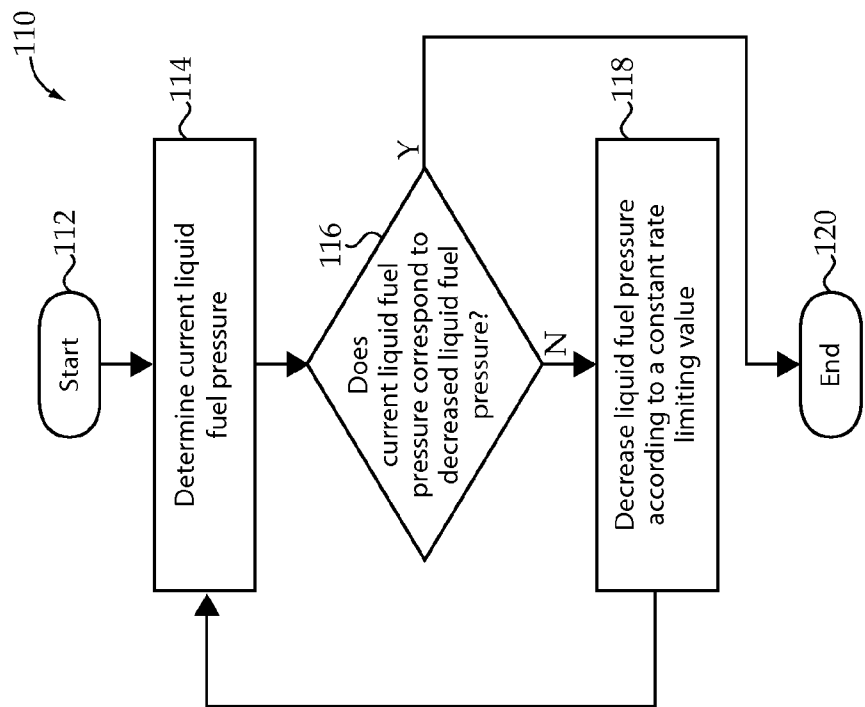 110
Start
112
Determine current liquid
fuel pressure
114
Does
current liquid fuel
pressure correspond to
decreased liquid fuel
pressure?
116
Y
N
Decrease liquid fuel pressure
according to a constant rate
limiting value
118
End
120